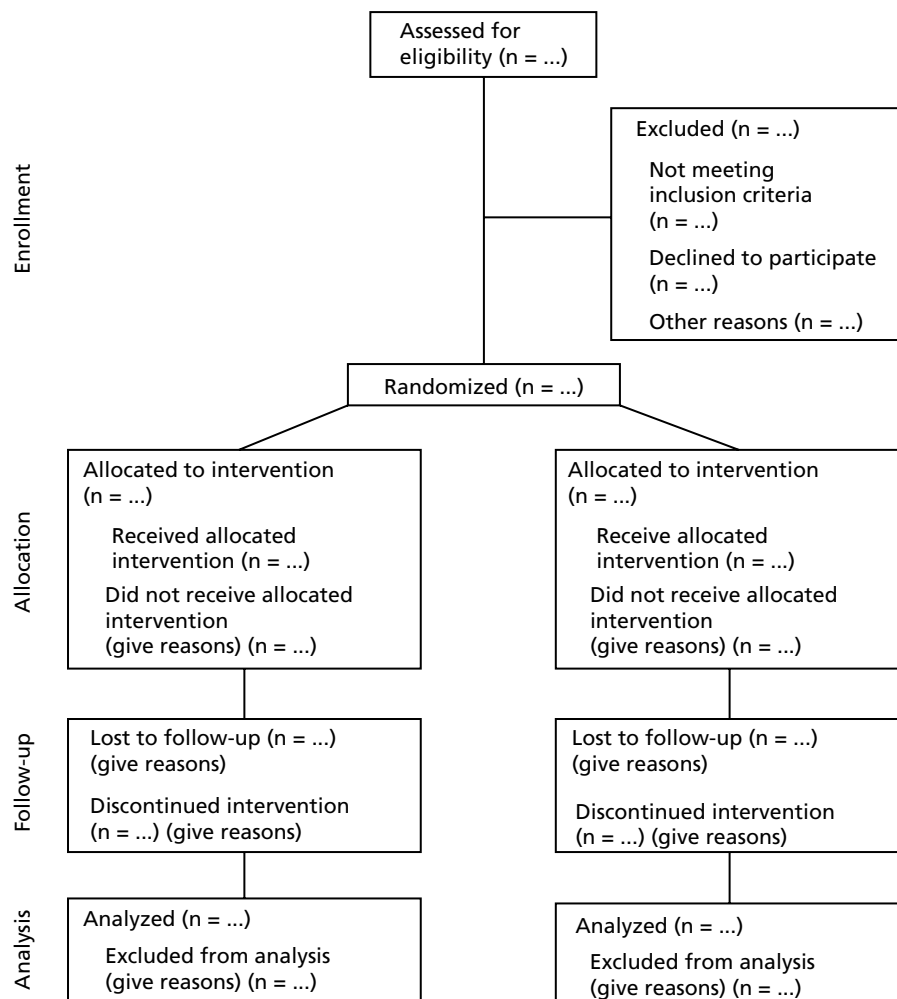 Assessed for
eligibility (n = ...)
Enrollment
Excluded (n = ...)
Not meeting
inclusion criteria
(n = ...)
Declined to participate
(n = ...)
Other reasons (n = ...)
Randomized (n = ...)
Allocation
Allocated to intervention
(n = ...)
Received allocated
intervention (n = ...)
Did not receive allocated
intervention
(give reasons) (n = ...)
Allocated to intervention
(n = ...)
Receive allocated
intervention (n = ...)
Did not receive allocated
intervention
(give reasons) (n = ...)
Follow-up
Lost to follow-up (n = ...)
(give reasons)
Discontinued intervention
(n = ...) (give reasons)
Lost to follow-up (n = ...)
(give reasons)
Discontinued intervention
(n = ...) (give reasons)
Analysis
Analyzed (n = ...)
Excluded from analysis
(give reasons) (n = ...)
Analyzed (n = ...)
Excluded from analysis
(give reasons) (n = ...)